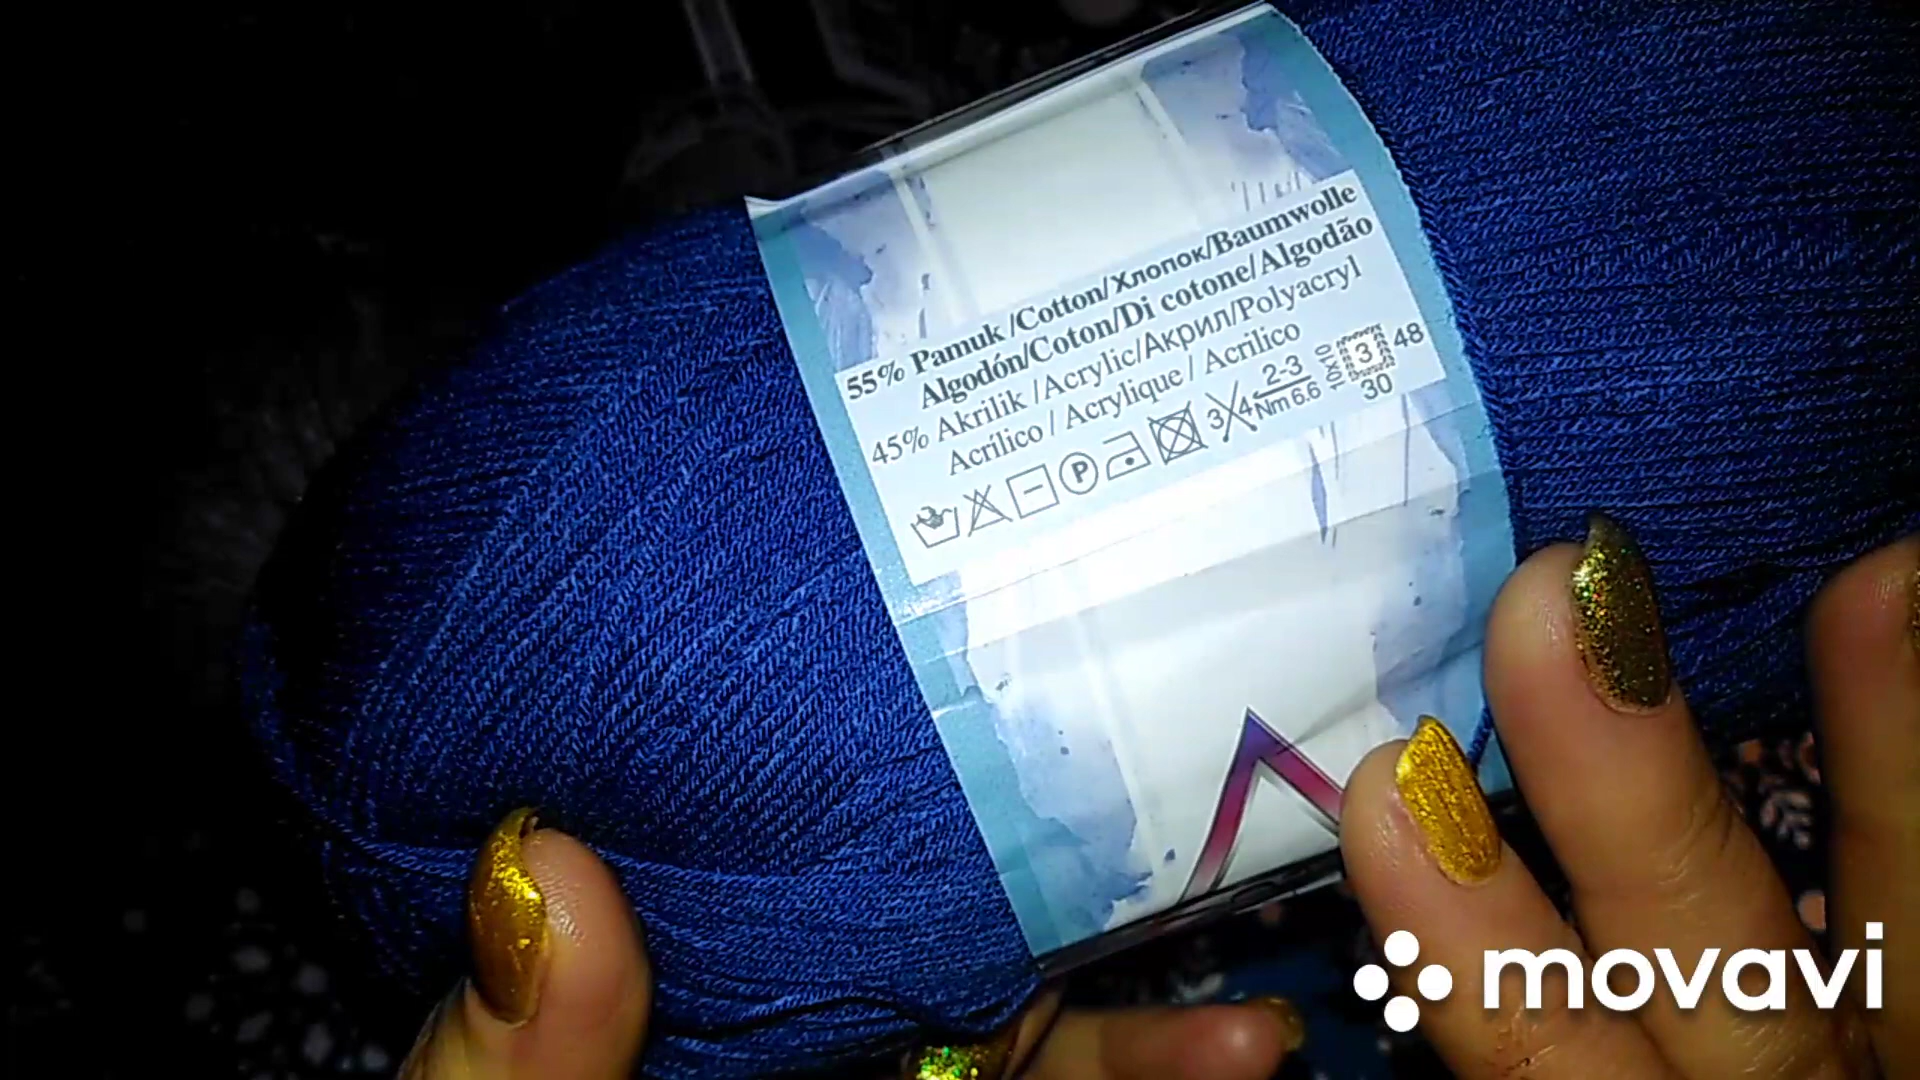 55% Pamuk /Cotton/Хлопок/Baumwolle
Algodón/Coton/Di cotone/Algodão
45% Akrilik /Acrylic/Акрил/Polyacryl
Acrílico / Acrylique / Acrilico
P 3 4 2-3 Nm 6.6 10x10 3 48 30
movavi